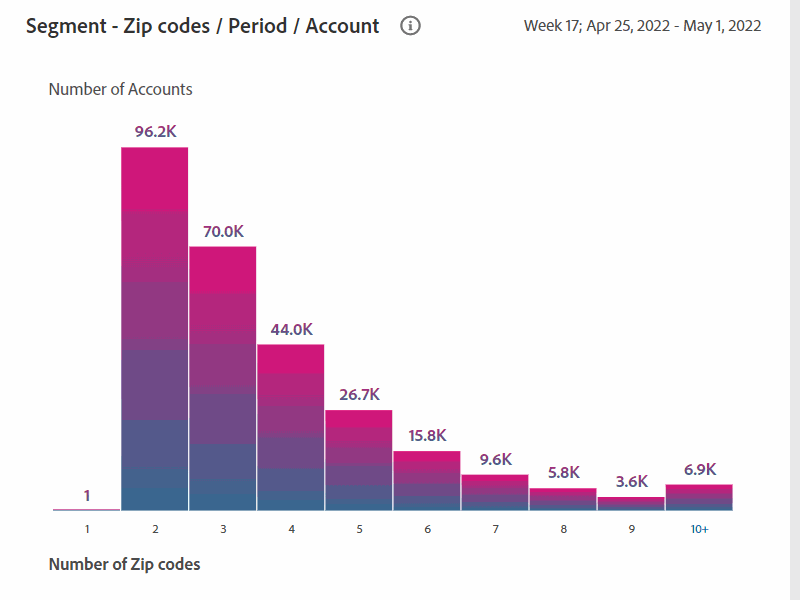 Segment - Zip codes / Period / Account
Week 17; Apr 25, 2022 - May 1, 2022
Number of Accounts
96.2K
70.0K
44.0K
26.7K
15.8K
9.6K
5.8K
3.6K
6.9K
1
1 2 3 4 5 6 7 8 9 10+
Number of Zip codes